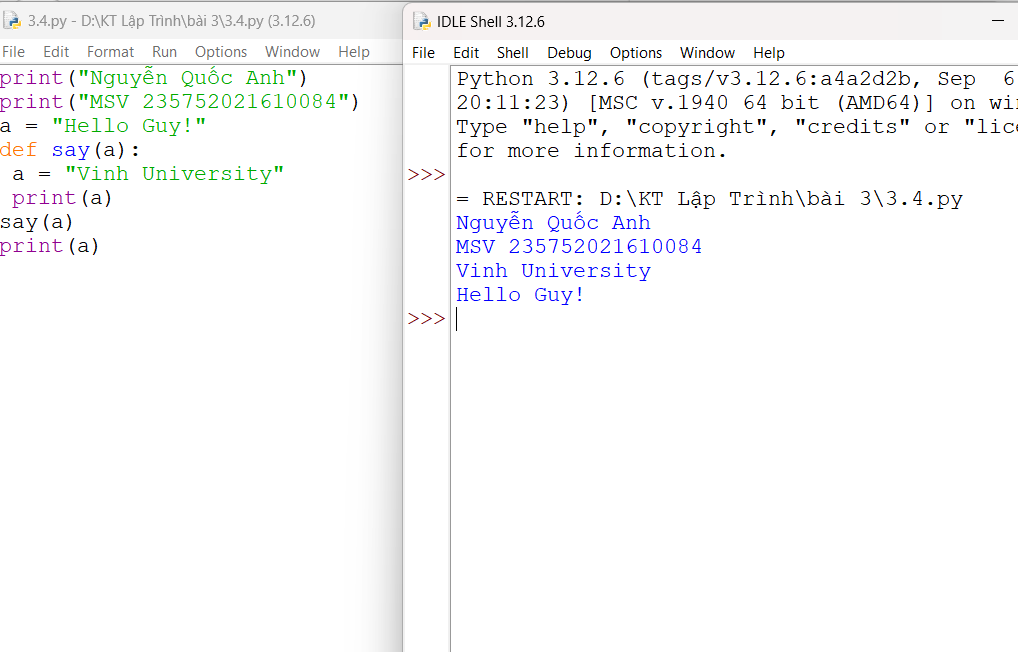 3.4.py - D:\KT Lập Trình\bài 3\3.4.py (3.12.6)
File Edit Format Run Options Window Help
print("Nguyễn Quốc Anh")
print("MSV 235752021610084")
a = "Hello Guy!"
def say(a):
 a = "Vinh University"
 print(a)
say(a)
print(a)
IDLE Shell 3.12.6
File Edit Shell Debug Options Window Help
Python 3.12.6 (tags/v3.12.6:a4a2d2b, Sep 6
20:11:23) [MSC v.1940 64 bit (AMD64)] on
Type "help", "copyright", "credits" or
for more information.
>>>
= RESTART: D:\KT Lập Trình\bài 3\3.4.py
Nguyễn Quốc Anh
MSV 235752021610084
Vinh University
Hello Guy!
>>>